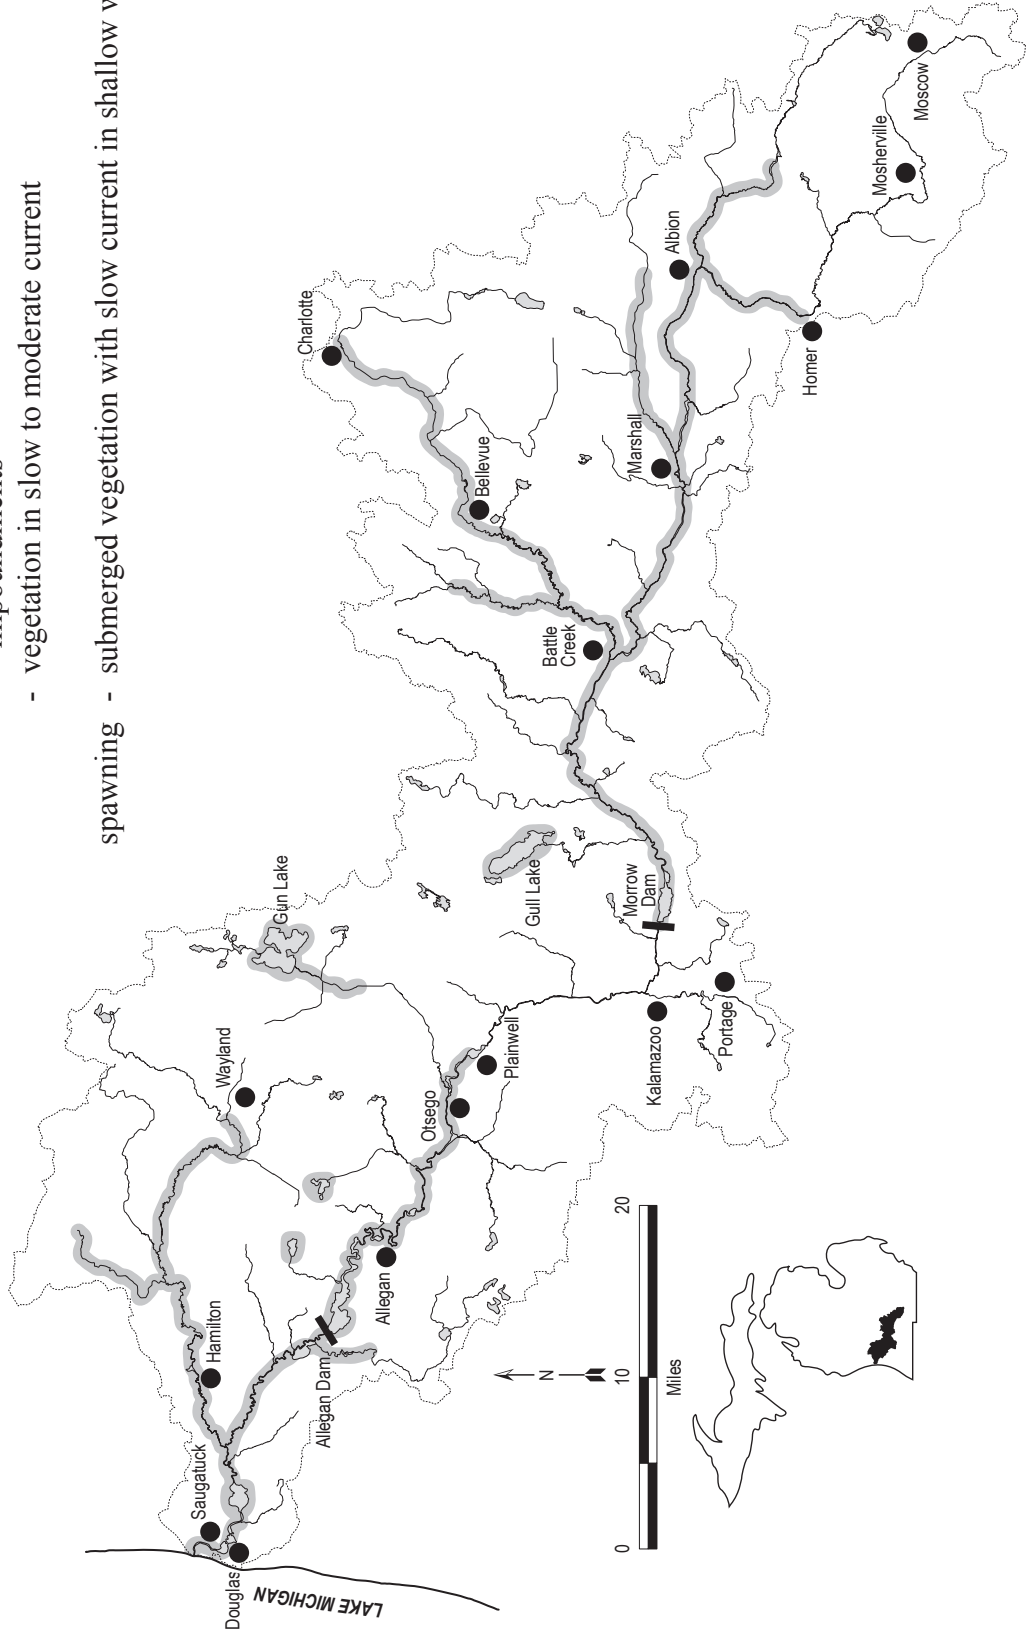 - vegetation in slow to moderate current
spawning - submerged vegetation with slow current in shallow
Charlotte
Bellevue
Battle
Creek
Marshall
Albion
Homer
Mosherville
Moscow
Gun Lake
Gull Lake
Morrow
Dam
Wayland
Otsego
Plainwell
Kalamazoo
Portage
Hamilton
Allegan
Allegan Dam
Saugatuck
Douglas
LAKE MICHIGAN
N
0 10 20
Miles